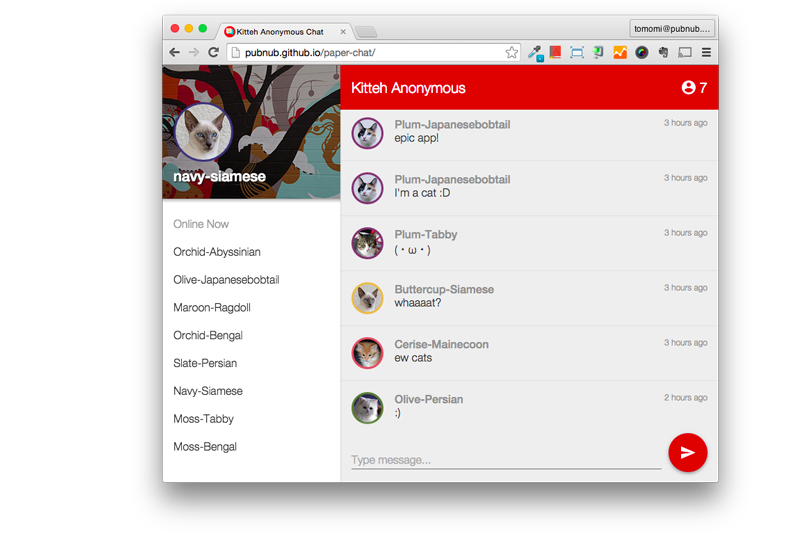 Kitteh Anonymous Chat
tomomi@pubnub....
pubnub.github.io/paper-chat/
navy-siamese
Online Now
Orchid-Abyssinian
Olive-Japanesebobtail
Maroon-Ragdoll
Orchid-Bengal
Slate-Persian
Navy-Siamese
Moss-Tabby
Moss-Bengal
Kitteh Anonymous
7
Plum-Japanesebobtail
3 hours ago
epic app!
Plum-Japanesebobtail
3 hours ago
I'm a cat :D
Plum-Tabby
3 hours ago
(・ω・)
Buttercup-Siamese
3 hours ago
whaaaat?
Cerise-Mainecoon
3 hours ago
ew cats
Olive-Persian
2 hours ago
:)
Type message...